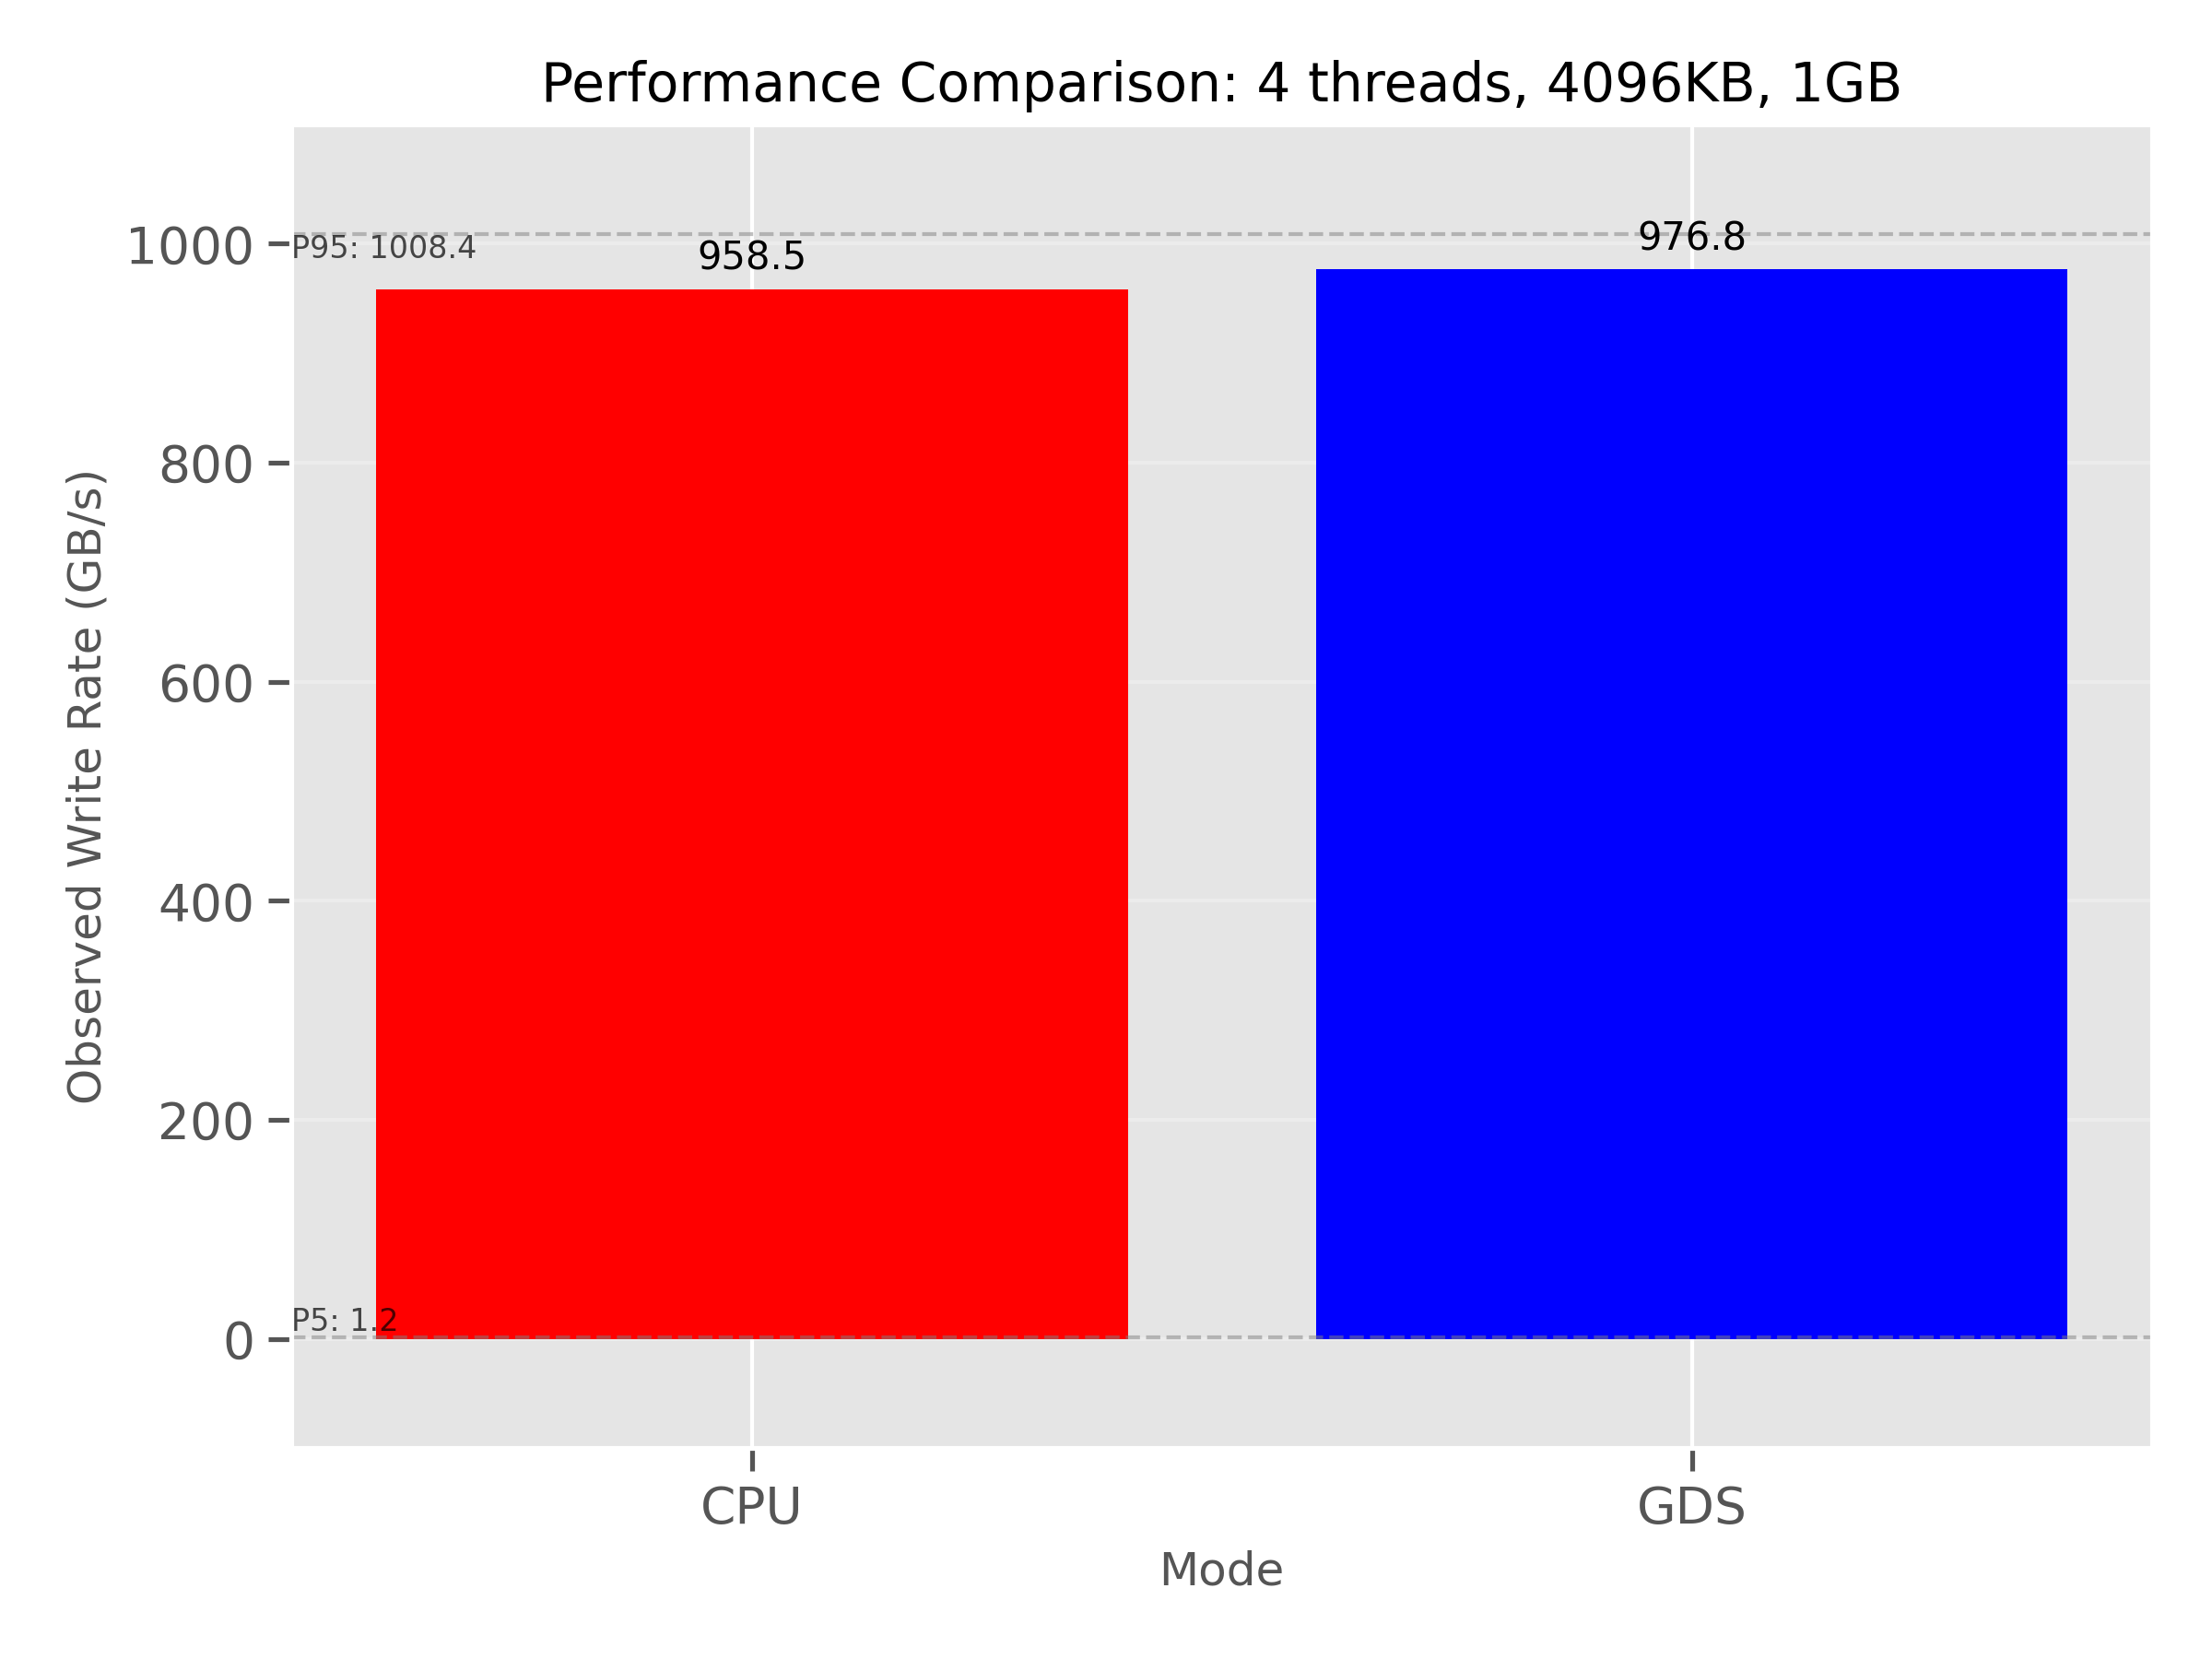 Performance Comparison: 4 threads, 4096KB, 1GB
Observed Write Rate (GB/s)
1000
800
600
400
200
0
P95: 1008.4
958.5
976.8
P5: 1.2
CPU
GDS
Mode